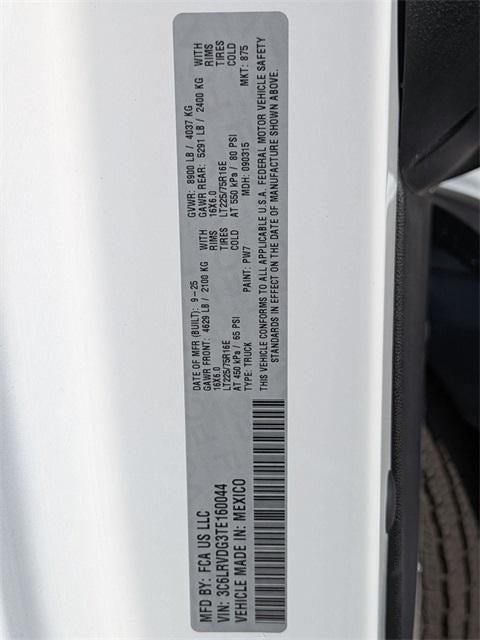 MFD BY: FCA US LLC
DATE OF MFR (BUILT): 9-25
GVWR: 8900 LB / 4037 KG
GAWR FRONT: 4629 LB / 2100 KG WITH
GAWR REAR: 5291 LB / 2400 KG WITH
16X6.0 RIMS
16X6.0 RIMS
LT225/75R16E TIRES
LT225/75R16E TIRES
AT 450 kPa / 65 PSI COLD
AT 550 kPa / 80 PSI COLD
TYPE: TRUCK PAINT: PW7 MDH: 090315 MKT: 875
VIN: 3C6LRVDG3TE160044
VEHICLE MADE IN: MEXICO
THIS VEHICLE CONFORMS TO ALL APPLICABLE U.S.A. FEDERAL MOTOR VEHICLE SAFETY
STANDARDS IN EFFECT ON THE DATE OF MANUFACTURE SHOWN ABOVE.